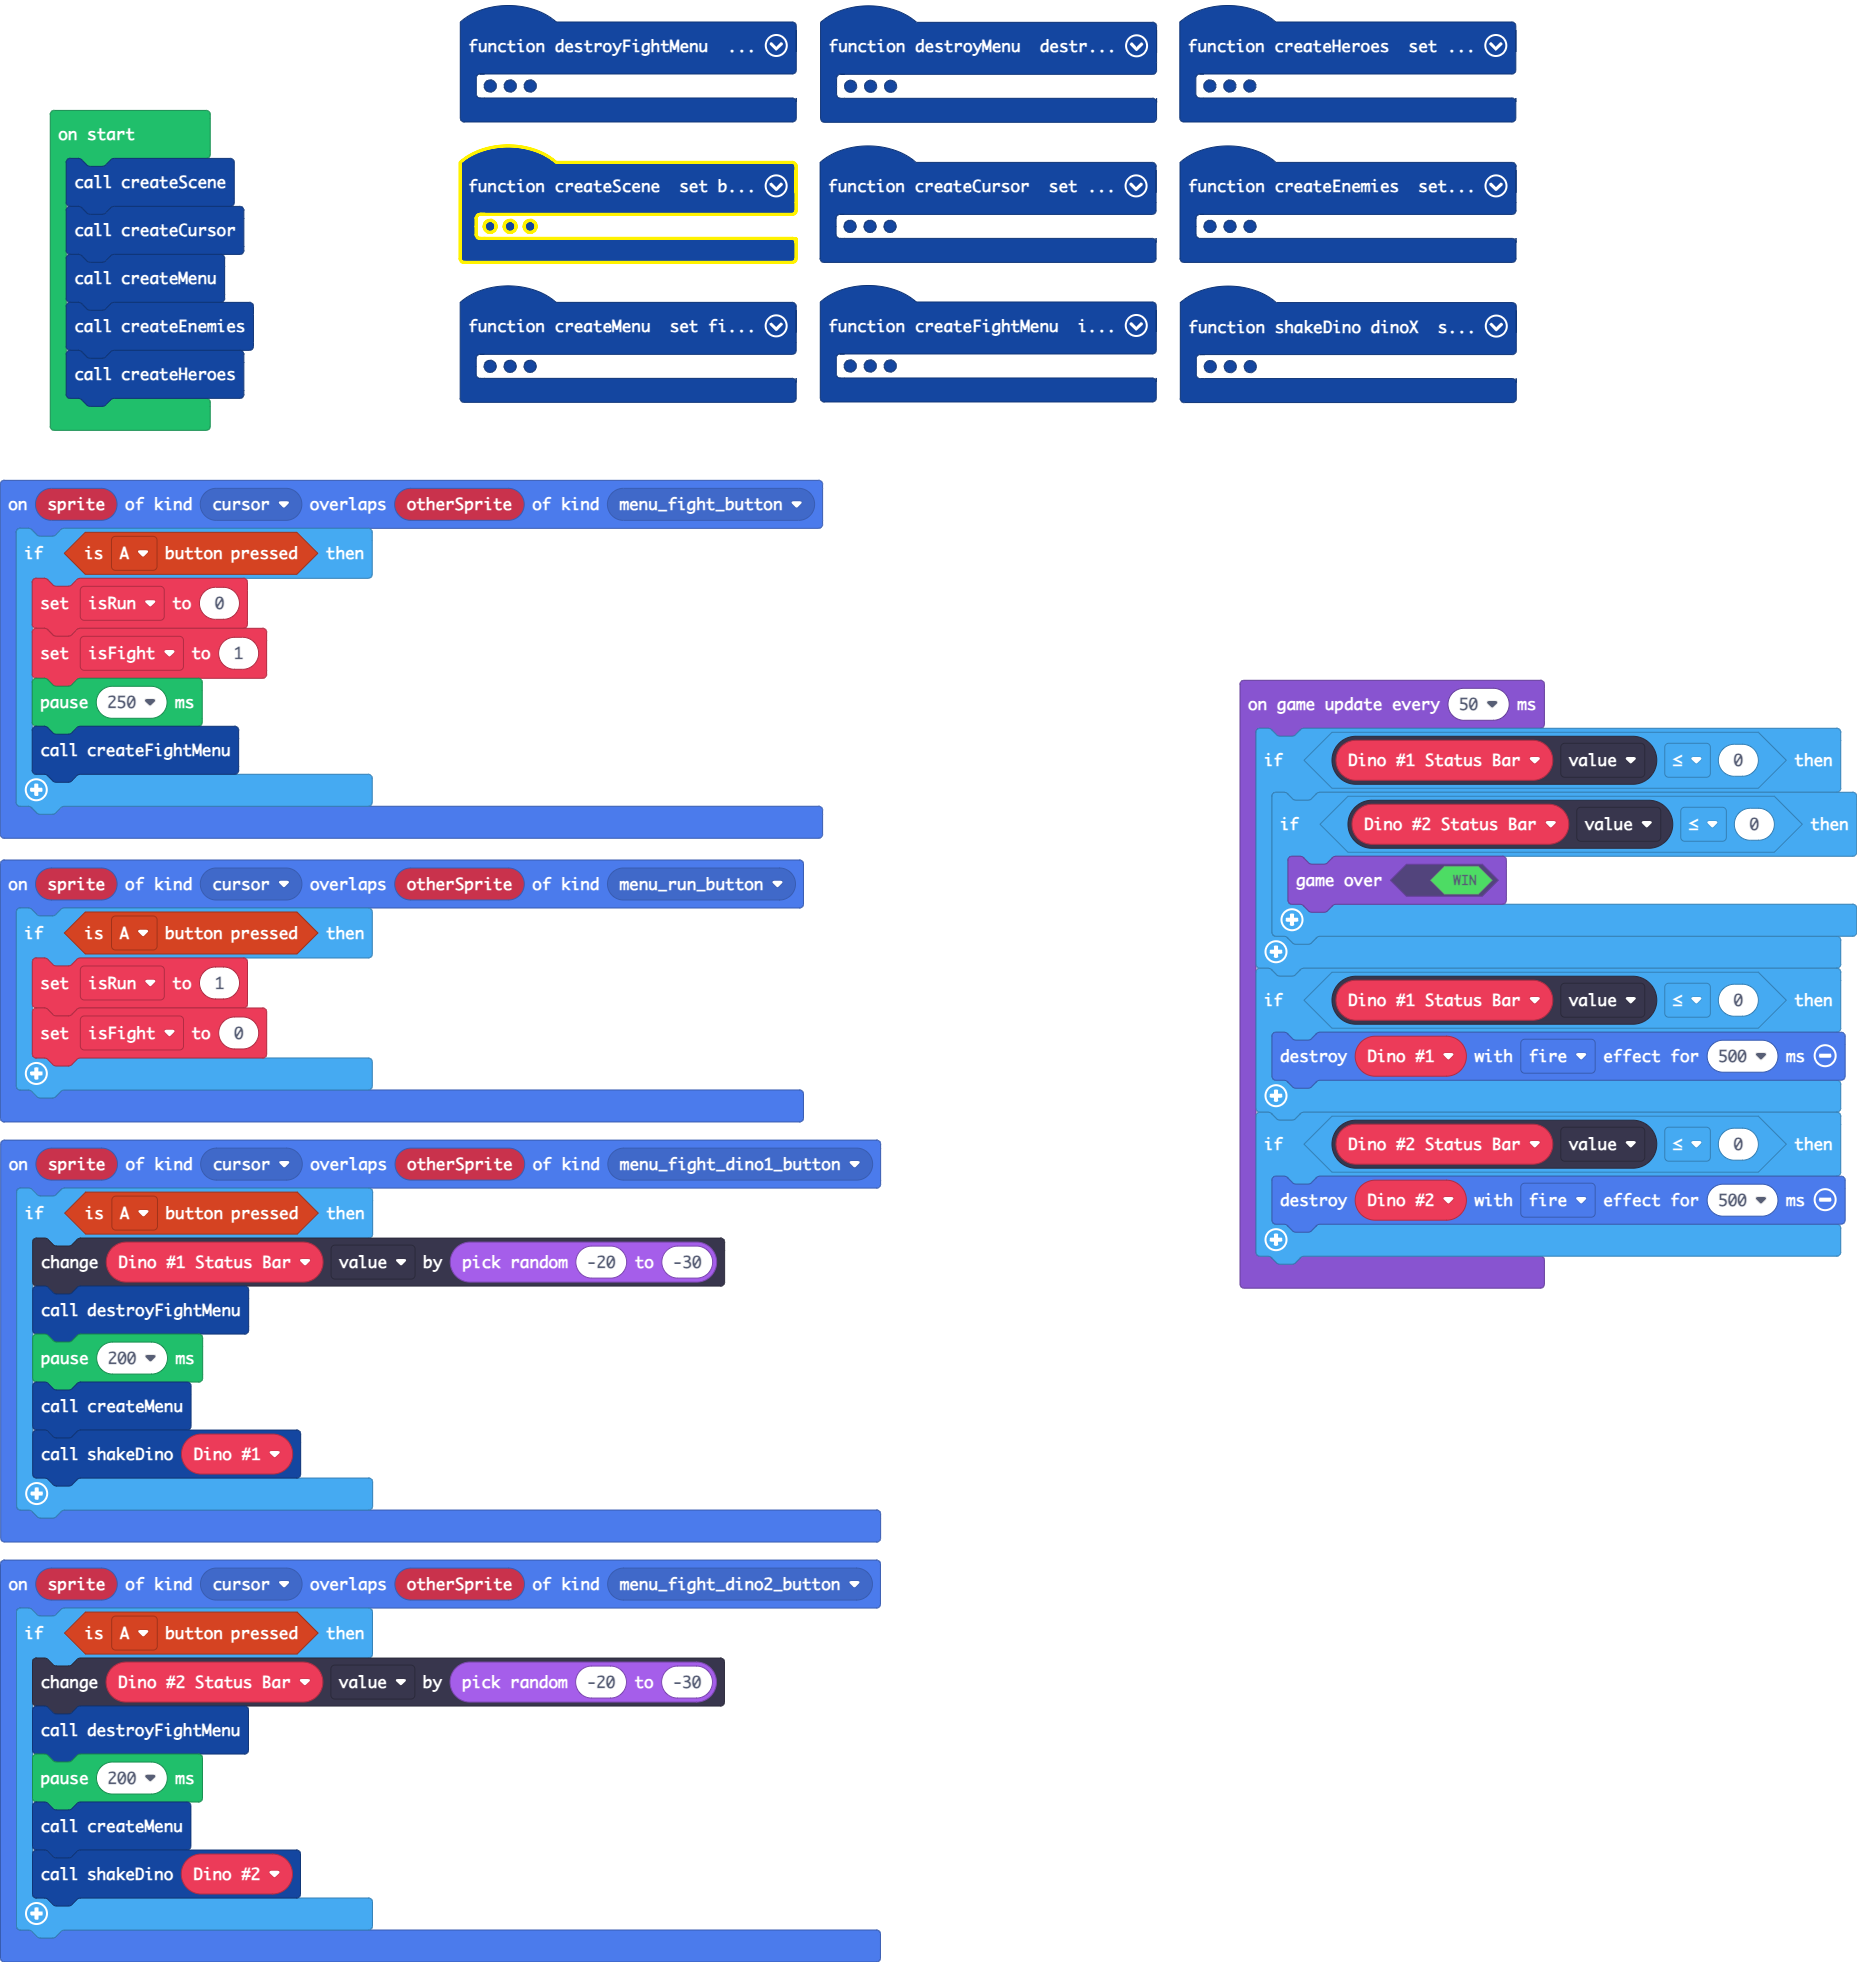 function destroyFightMenu ...
function destroyMenu destr...
function createHeroes set ...
on start
call createScene
call createCursor
call createMenu
call createEnemies
call createHeroes
function createScene set b...
function createCursor set ...
function createEnemies set...
function createMenu set fi...
function createFightMenu i...
function shakeDino dinoX s...
on sprite of kind cursor overlaps otherSprite of kind menu_fight_button
if is A button pressed then
set isRun to 0
set isFight to 1
pause 250 ms
call createFightMenu
on sprite of kind cursor overlaps otherSprite of kind menu_run_button
if is A button pressed then
set isRun to 1
set isFight to 0
on sprite of kind cursor overlaps otherSprite of kind menu_fight_dino1_button
if is A button pressed then
change Dino #1 Status Bar value by pick random -20 to -30
call destroyFightMenu
pause 200 ms
call createMenu
call shakeDino Dino #1
on sprite of kind cursor overlaps otherSprite of kind menu_fight_dino2_button
if is A button pressed then
change Dino #2 Status Bar value by pick random -20 to -30
call destroyFightMenu
pause 200 ms
call createMenu
call shakeDino Dino #2
on game update every 50 ms
if Dino #1 Status Bar value ≤ 0 then
if Dino #2 Status Bar value ≤ 0 then
game over WIN
if Dino #1 Status Bar value ≤ 0 then
destroy Dino #1 with fire effect for 500 ms
if Dino #2 Status Bar value ≤ 0 then
destroy Dino #2 with fire effect for 500 ms